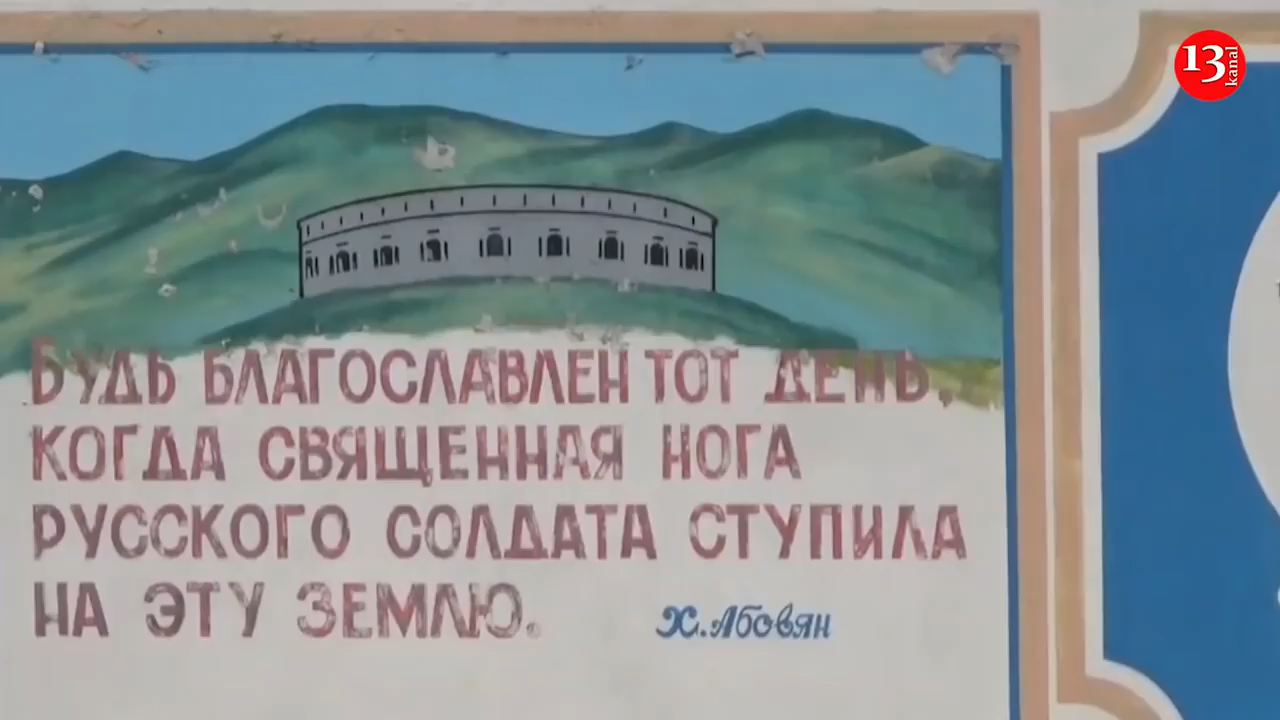 13 kanal
БУДЬ БЛАГОСЛАВЛЕН ТОТ ДЕНЬ,
КОГДА СВЯЩЕННАЯ НОГА
РУССКОГО СОЛДАТА СТУПИЛА
НА ЭТУ ЗЕМЛЮ.
Х. Абовян